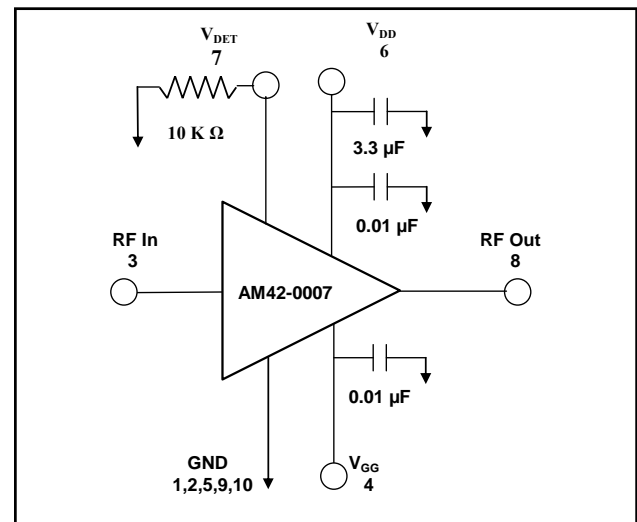 V_DET
7
V_DD
6
10 K Ω
3.3 µF
0.01 µF
RF In
3
AM42-0007
RF Out
8
0.01 µF
GND
1,2,5,9,10
V_GG
4